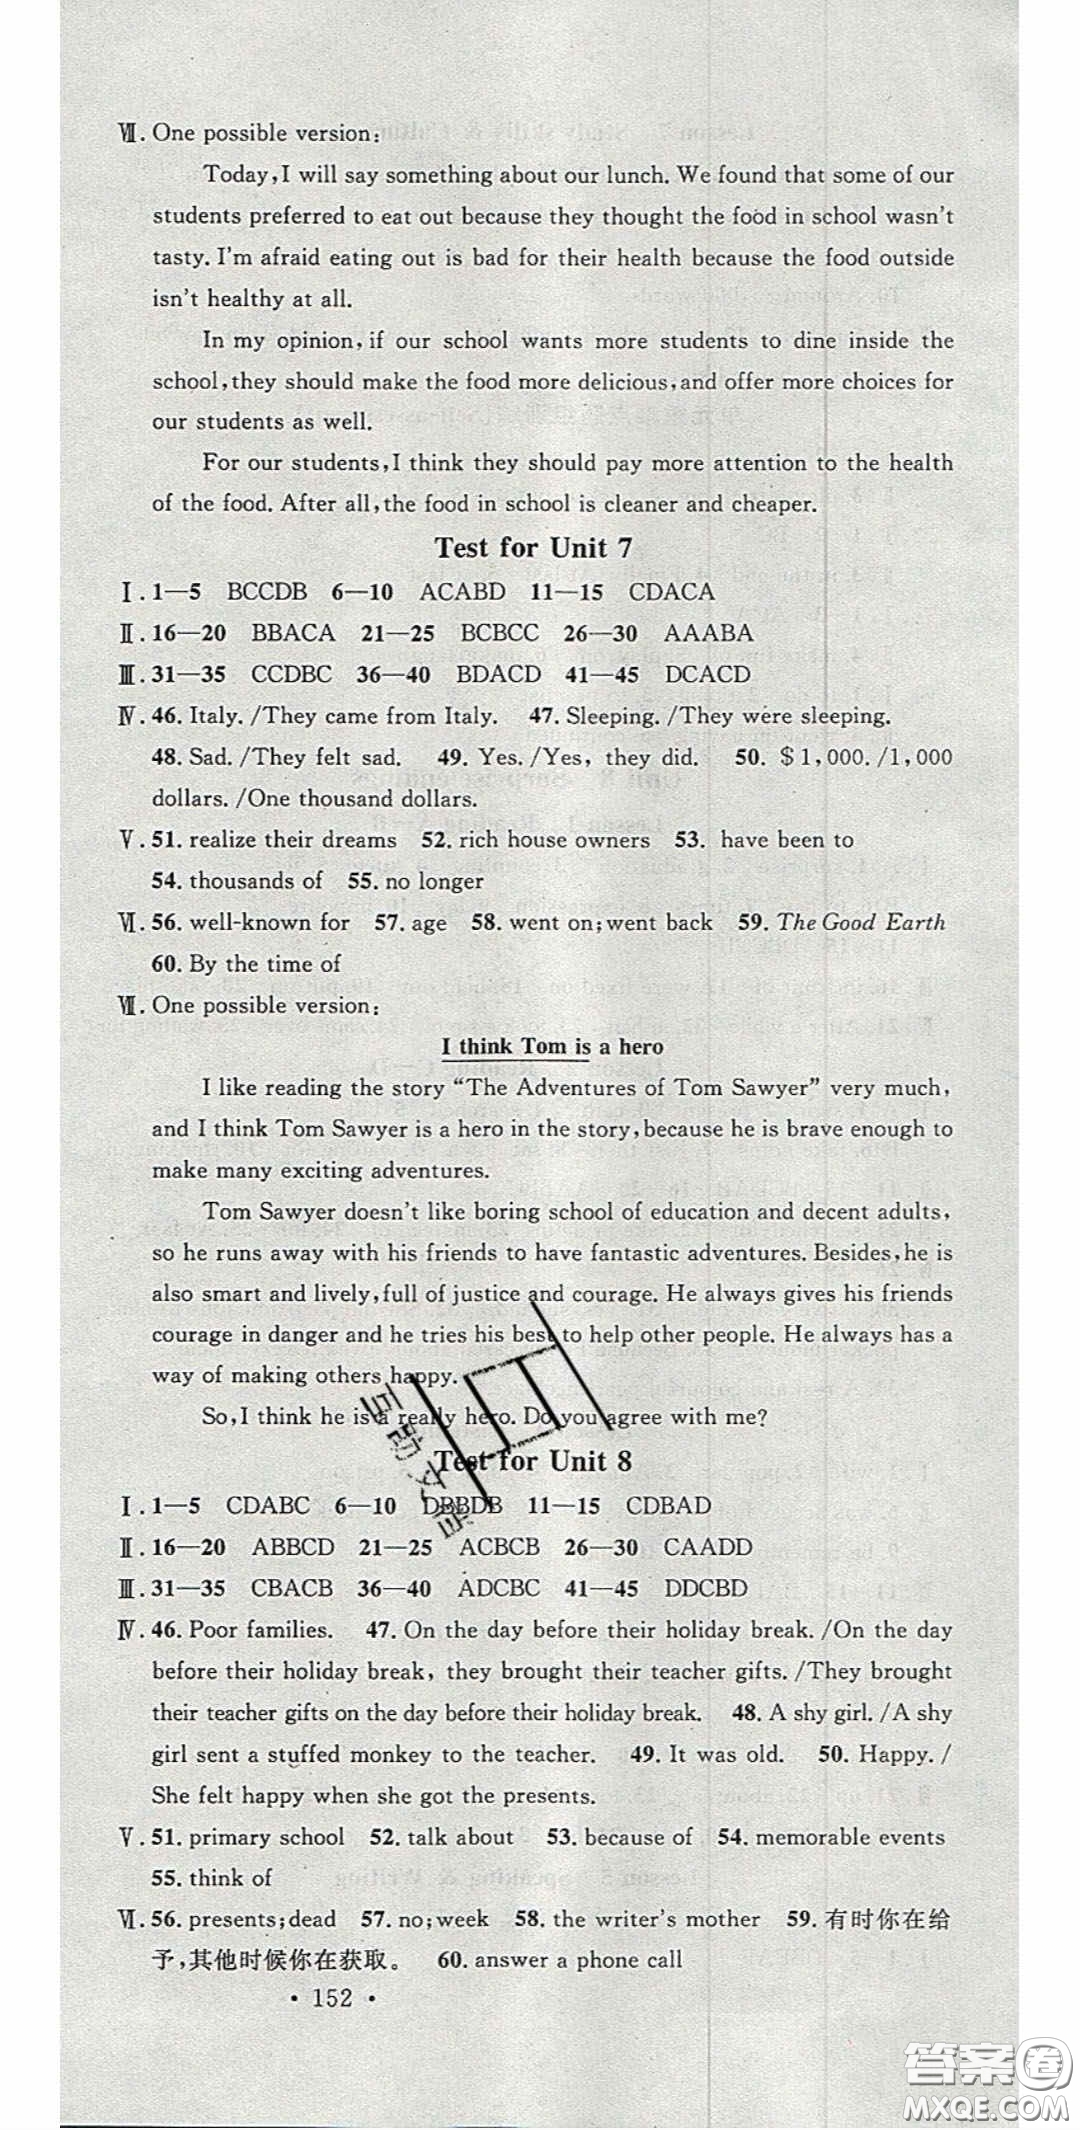 Ⅶ. One possible version:
Today, I will say something about our lunch. We found that some of our
students preferred to eat out because they thought the food in school wasn't
tasty. I'm afraid eating out is bad for their health because the food outside
isn't healthy at all.
In my opinion, if our school wants more students to dine inside the
school, they should make the food more delicious, and offer more choices for
our students as well.
For our students, I think they should pay more attention to the health
of the food. After all, the food in school is cleaner and cheaper.
Test for Unit 7
Ⅰ. 1—5 BCCDB 6—10 ACABD 11—15 CDACA
Ⅱ. 16—20 BBACA 21—25 BCBCC 26—30 AAABA
Ⅲ. 31—35 CCDBC 36—40 BDACD 41—45 DCACD
Ⅳ. 46. Italy. /They came from Italy. 47. Sleeping. /They were sleeping.
48. Sad. /They felt sad. 49. Yes. /Yes, they did. 50. $1,000. /1,000
dollars. /One thousand dollars.
Ⅴ. 51. realize their dreams 52. rich house owners 53. have been to
54. thousands of 55. no longer
Ⅵ. 56. well-known for 57. age 58. went on; went back 59. The Good Earth
60. By the time of
Ⅶ. One possible version:
I think Tom is a hero
I like reading the story "The Adventures of Tom Sawyer" very much,
and I think Tom Sawyer is a hero in the story, because he is brave enough to
make many exciting adventures.
Tom Sawyer doesn't like boring school of education and decent adults,
so he runs away with his friends to have fantastic adventures. Besides, he is
also smart and lively, full of justice and courage. He always gives his friends
courage in danger and he tries his best to help other people. He always has a
way of making others happy.
So, I think he is a really hero. Do you agree with me?
Test for Unit 8
Ⅰ. 1—5 CDABC 6—10 DBBDB 11—15 CDBAD
Ⅱ. 16—20 ABBCD 21—25 ACBCB 26—30 CAADD
Ⅲ. 31—35 CBACB 36—40 ADCBC 41—45 DDCBD
Ⅳ. 46. Poor families. 47. On the day before their holiday break. /On the day
before their holiday break, they brought their teacher gifts. /They brought
their teacher gifts on the day before their holiday break. 48. A shy girl. /A shy
girl sent a stuffed monkey to the teacher. 49. It was old. 50. Happy. /
She felt happy when she got the presents.
Ⅴ. 51. primary school 52. talk about 53. because of 54. memorable events
55. think of
Ⅵ. 56. presents; dead 57. no; week 58. the writer's mother 59. 有时你在给
予,其他时候你在获取。 60. answer a phone call
· 152 ·
答案圈
MXQE.COM